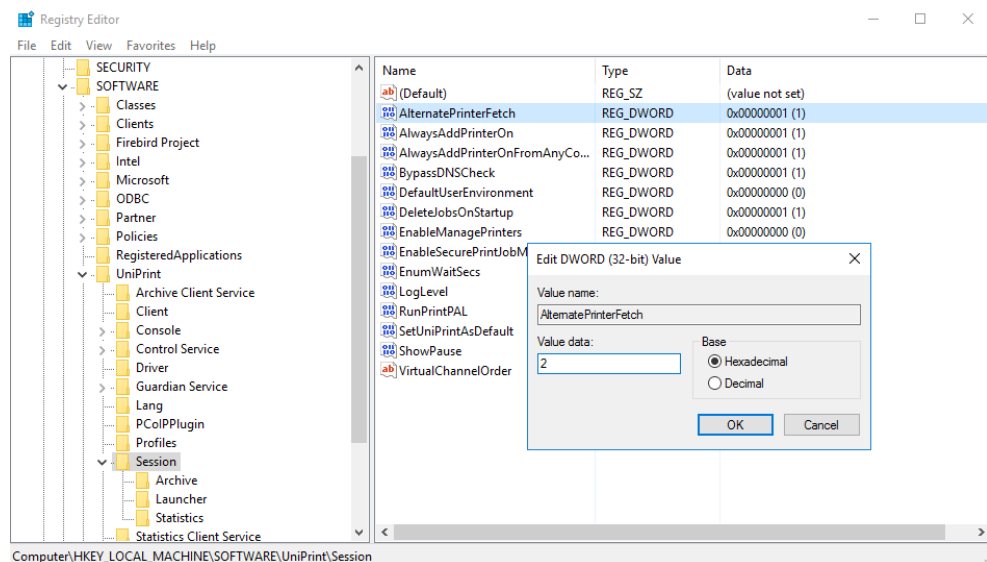 Registry Editor
File Edit View Favorites Help
SECURITY
SOFTWARE
Classes
Clients
Firebird Project
Intel
Microsoft
ODBC
Partner
Policies
RegisteredApplications
UniPrint
Archive Client Service
Client
Console
Control Service
Driver
Guardian Service
Lang
PCoIPPlugin
Profiles
Session
Archive
Launcher
Statistics
Statistics Client Service
Name Type Data
(Default) REG_SZ (value not set)
AlternatePrinterFetch REG_DWORD 0x00000001 (1)
AlwaysAddPrinterOn REG_DWORD 0x00000001 (1)
AlwaysAddPrinterOnFromAnyCo... REG_DWORD 0x00000001 (1)
BypassDNSCheck REG_DWORD 0x00000001 (1)
DefaultUserEnvironment REG_DWORD 0x00000000 (0)
DeleteJobsOnStartup REG_DWORD 0x00000001 (1)
EnableManagePrinters REG_DWORD 0x00000000 (0)
EnableSecurePrintJobM
EnumWaitSecs
LogLevel
RunPrintPAL
SetUniPrintAsDefault
ShowPause
VirtualChannelOrder
Edit DWORD (32-bit) Value
Value name:
AlternatePrinterFetch
Value data:
2
Base
Hexadecimal
Decimal
OK Cancel
Computer\HKEY_LOCAL_MACHINE\SOFTWARE\UniPrint\Session